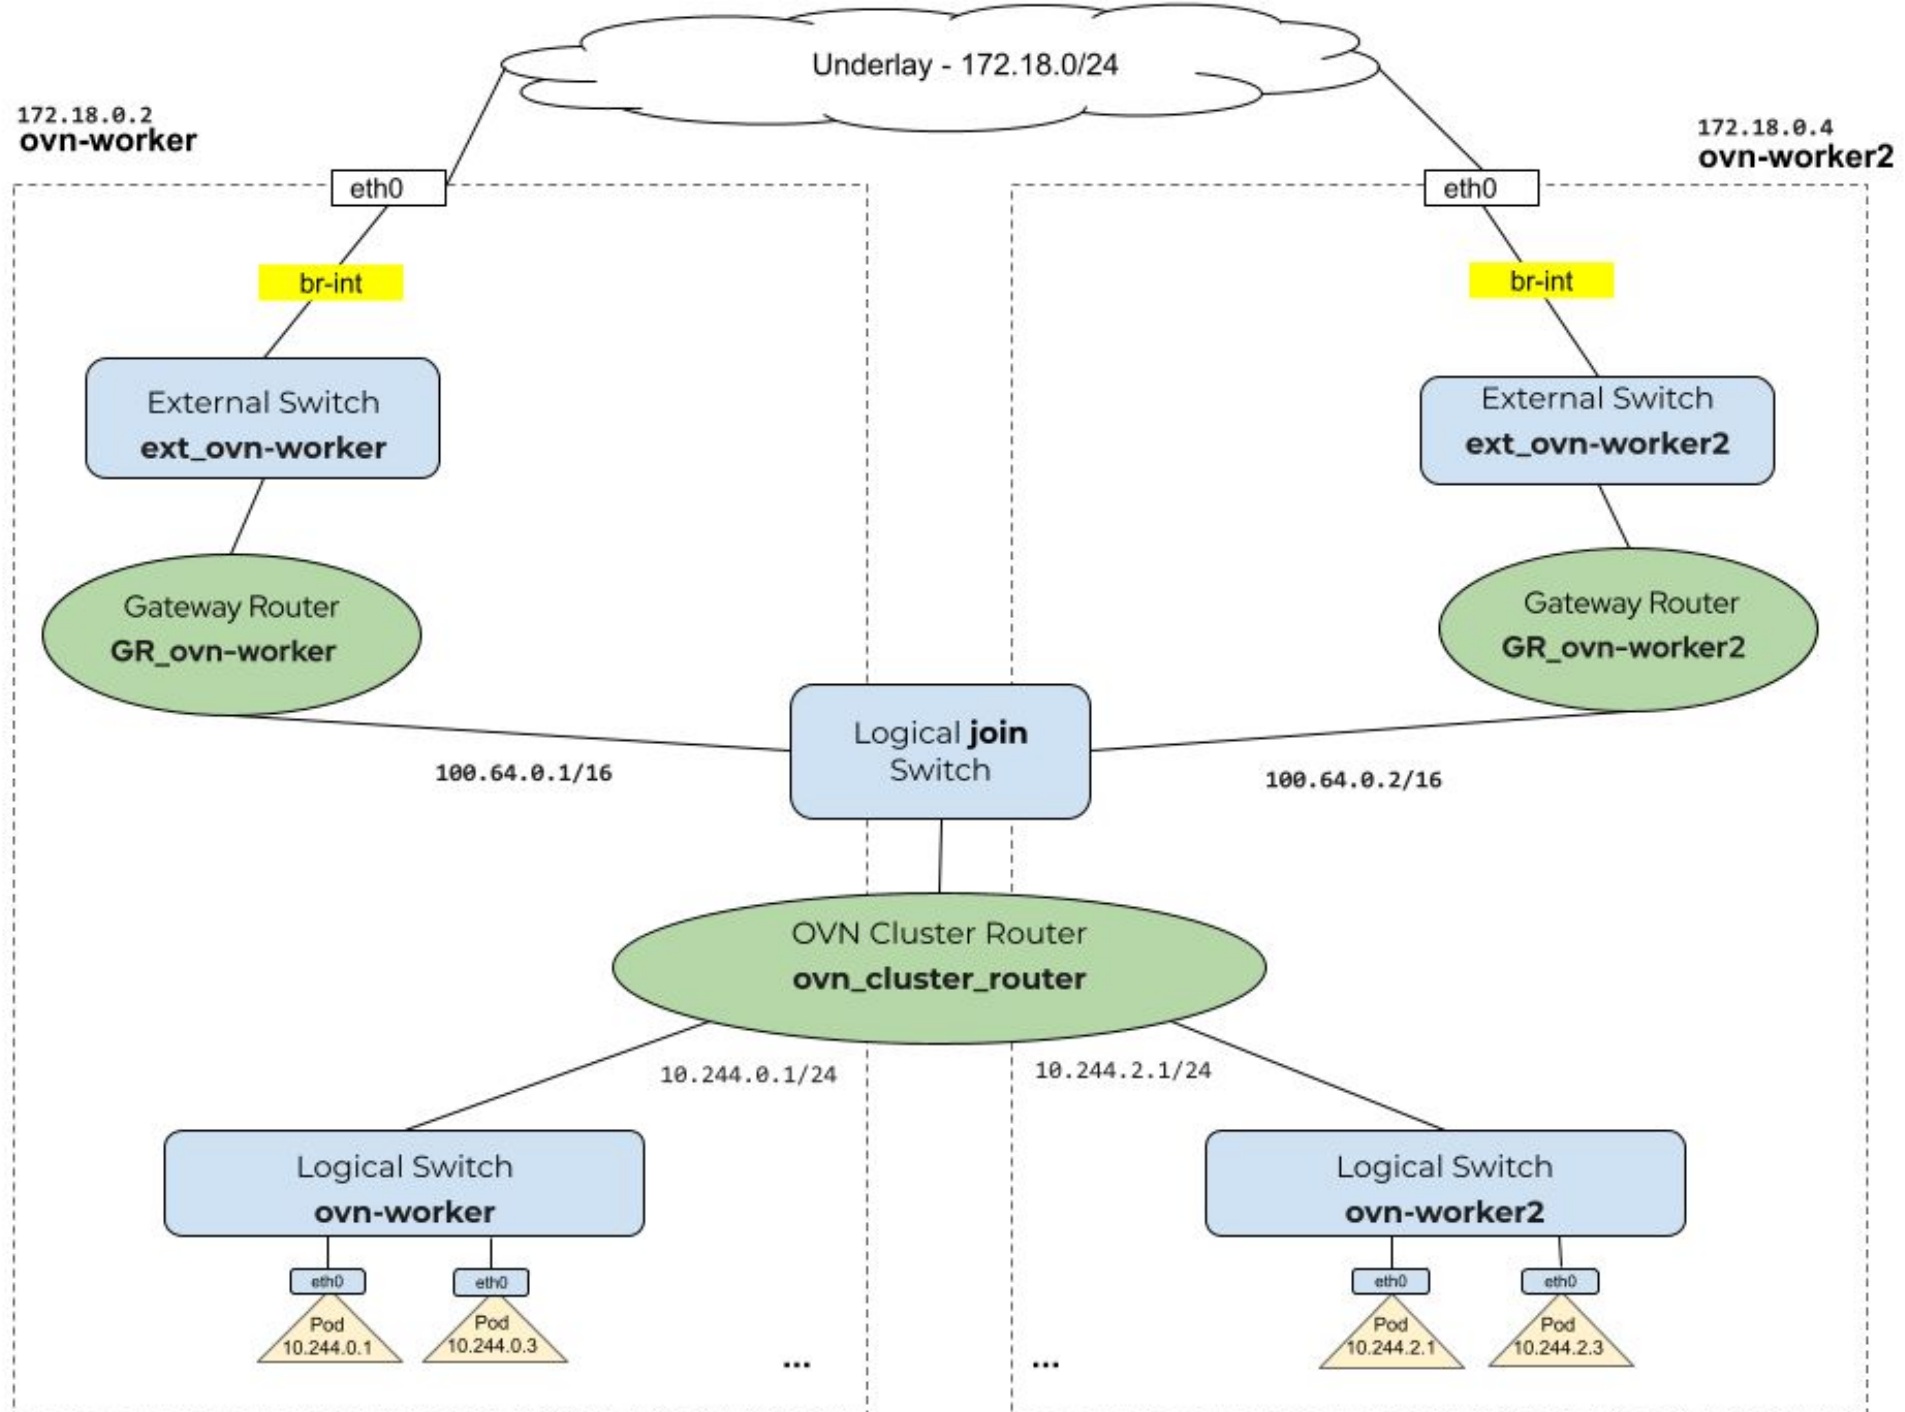 Underlay - 172.18.0/24
172.18.0.2
ovn-worker
172.18.0.4
ovn-worker2
eth0
eth0
br-int
br-int
External Switch
ext_ovn-worker
External Switch
ext_ovn-worker2
Gateway Router
GR_ovn-worker
Gateway Router
GR_ovn-worker2
Logical join
Switch
100.64.0.1/16
100.64.0.2/16
OVN Cluster Router
ovn_cluster_router
10.244.0.1/24
10.244.2.1/24
Logical Switch
ovn-worker
Logical Switch
ovn-worker2
eth0
eth0
eth0
eth0
Pod
10.244.0.1
Pod
10.244.0.3
...
...
Pod
10.244.2.1
Pod
10.244.2.3